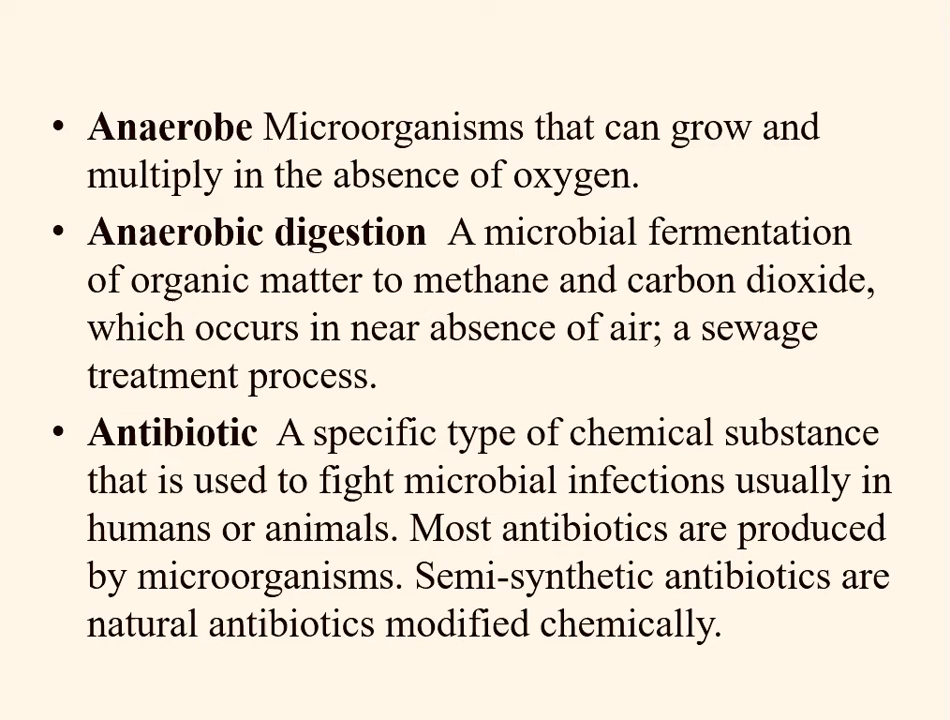 • Anaerobe Microorganisms that can grow and
multiply in the absence of oxygen.
• Anaerobic digestion  A microbial fermentation
of organic matter to methane and carbon dioxide,
which occurs in near absence of air; a sewage
treatment process.
• Antibiotic  A specific type of chemical substance
that is used to fight microbial infections usually in
humans or animals. Most antibiotics are produced
by microorganisms. Semi-synthetic antibiotics are
natural antibiotics modified chemically.